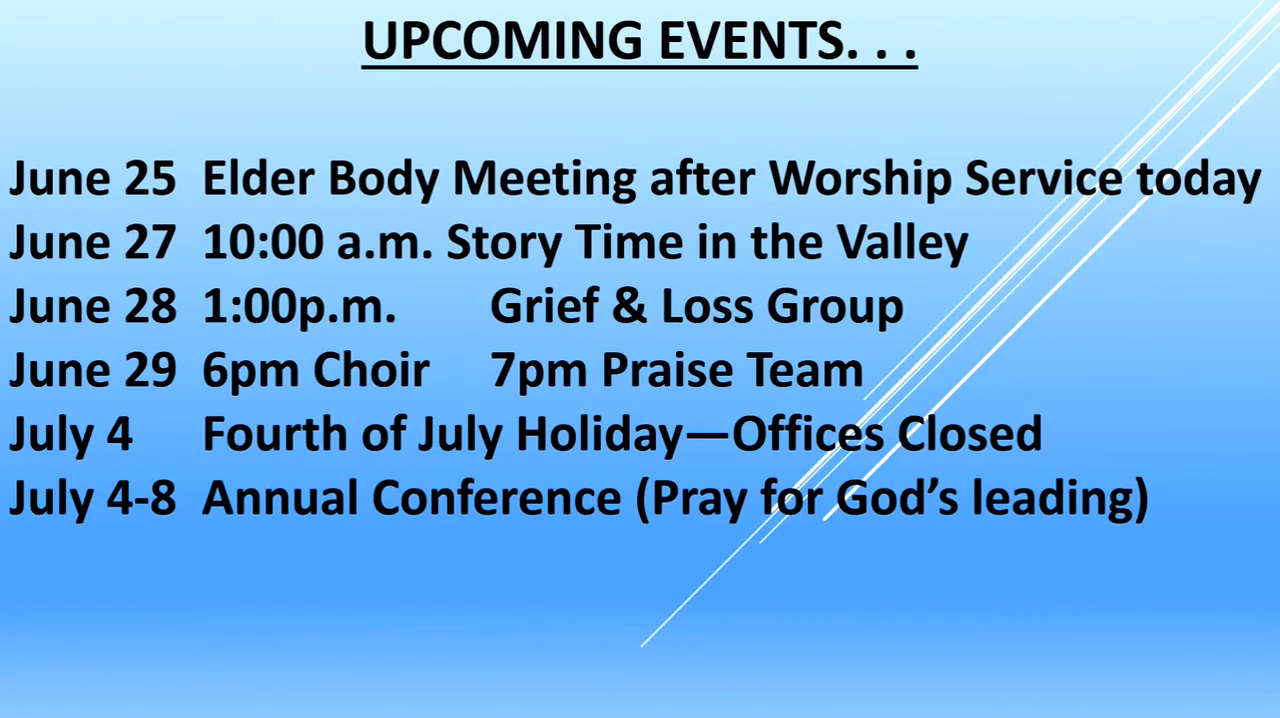 UPCOMING EVENTS. . .
June 25 Elder Body Meeting after Worship Service today
June 27 10:00 a.m. Story Time in the Valley
June 28 1:00p.m. Grief & Loss Group
June 29 6pm Choir 7pm Praise Team
July 4 Fourth of July Holiday—Offices Closed
July 4-8 Annual Conference (Pray for God’s leading)